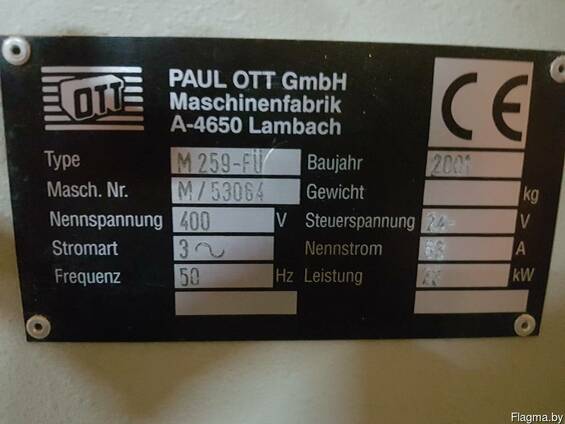 OTT
PAUL OTT GmbH
Maschinenfabrik
A-4650 Lambach
CE
Type M 259-FU Baujahr 2001
Masch. Nr. M/53064 Gewicht kg
Nennspannung 400 V Steuerspannung 24- V
Stromart 3~ Nennstrom A
Frequenz 50 Hz Leistung kW
Flagma.by